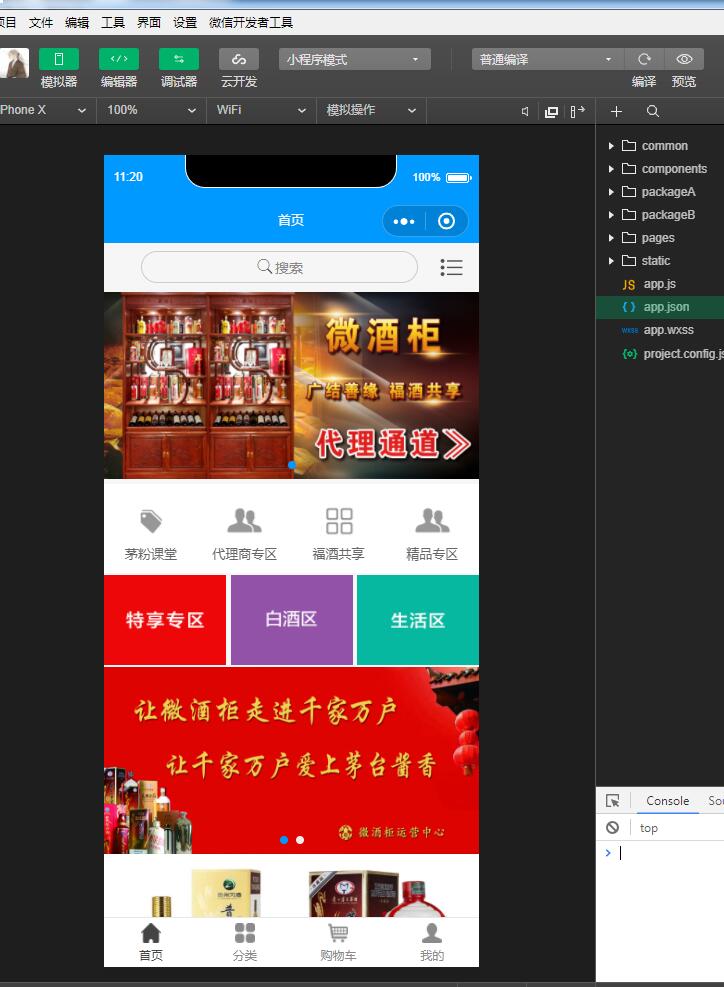 项目 文件 编辑 工具 界面 设置 微信开发者工具
小程序模式 普通编译
模拟器 编辑器 调试器 云开发 编译 预览
Phone X 100% WiFi 模拟操作
11:20 100%
首页
搜索
微酒柜
广结善缘 福酒共享
代理通道
茅粉课堂 代理商专区 福酒共享 精品专区
特享专区 白酒区 生活区
让微酒柜走进千家万户
让千家万户爱上茅台酱香
微酒柜运营中心
首页 分类 购物车 我的
common
components
packageA
packageB
pages
static
JS app.js
{ } app.json
wxss app.wxss
{o} project.config.js
Console Sou
top